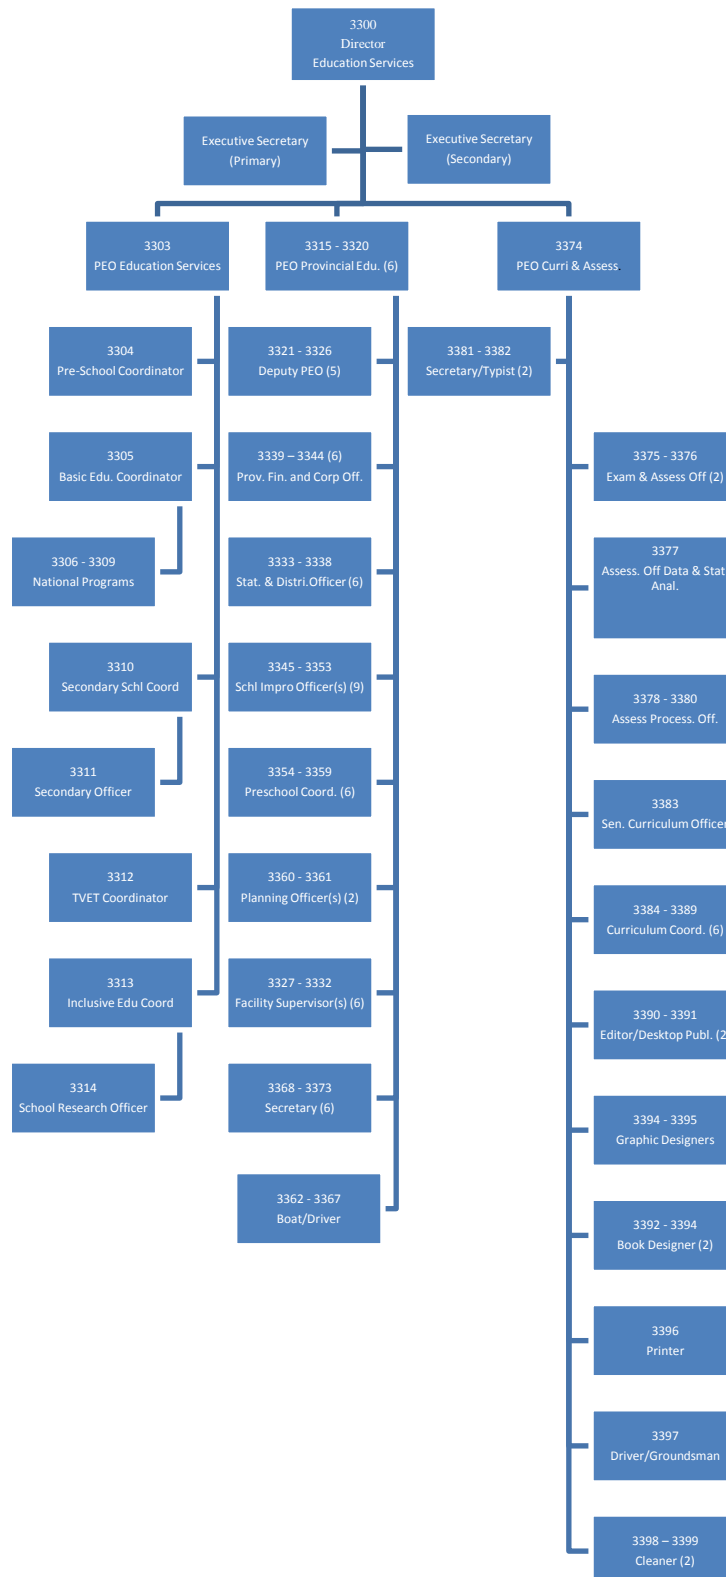 3300
Director
Education Services
Executive Secretary
(Primary)
Executive Secretary
(Secondary)
3303
PEO Education Services
3315 - 3320
PEO Provincial Edu. (6)
3374
PEO Curri & Assess.
3304
Pre-School Coordinator
3305
Basic Edu. Coordinator
3306 - 3309
National Programs
3310
Secondary Schl Coord
3311
Secondary Officer
3312
TVET Coordinator
3313
Inclusive Edu Coord
3314
School Research Officer
3321 - 3326
Deputy PEO (5)
3339 – 3344 (6)
Prov. Fin. and Corp Off.
3333 - 3338
Stat. & Distri.Officer (6)
3345 - 3353
Schl Impro Officer(s) (9)
3354 - 3359
Preschool Coord. (6)
3360 - 3361
Planning Officer(s) (2)
3327 - 3332
Facility Supervisor(s) (6)
3368 - 3373
Secretary (6)
3362 - 3367
Boat/Driver
3381 - 3382
Secretary/Typist (2)
3375 - 3376
Exam & Assess Off (2)
3377
Assess. Off Data & Stat
Anal.
3378 - 3380
Assess Process. Off.
3383
Sen. Curriculum Officer
3384 - 3389
Curriculum Coord. (6)
3390 - 3391
Editor/Desktop Publ. (2
3394 - 3395
Graphic Designers
3392 - 3394
Book Designer (2)
3396
Printer
3397
Driver/Groundsman
3398 – 3399
Cleaner (2)